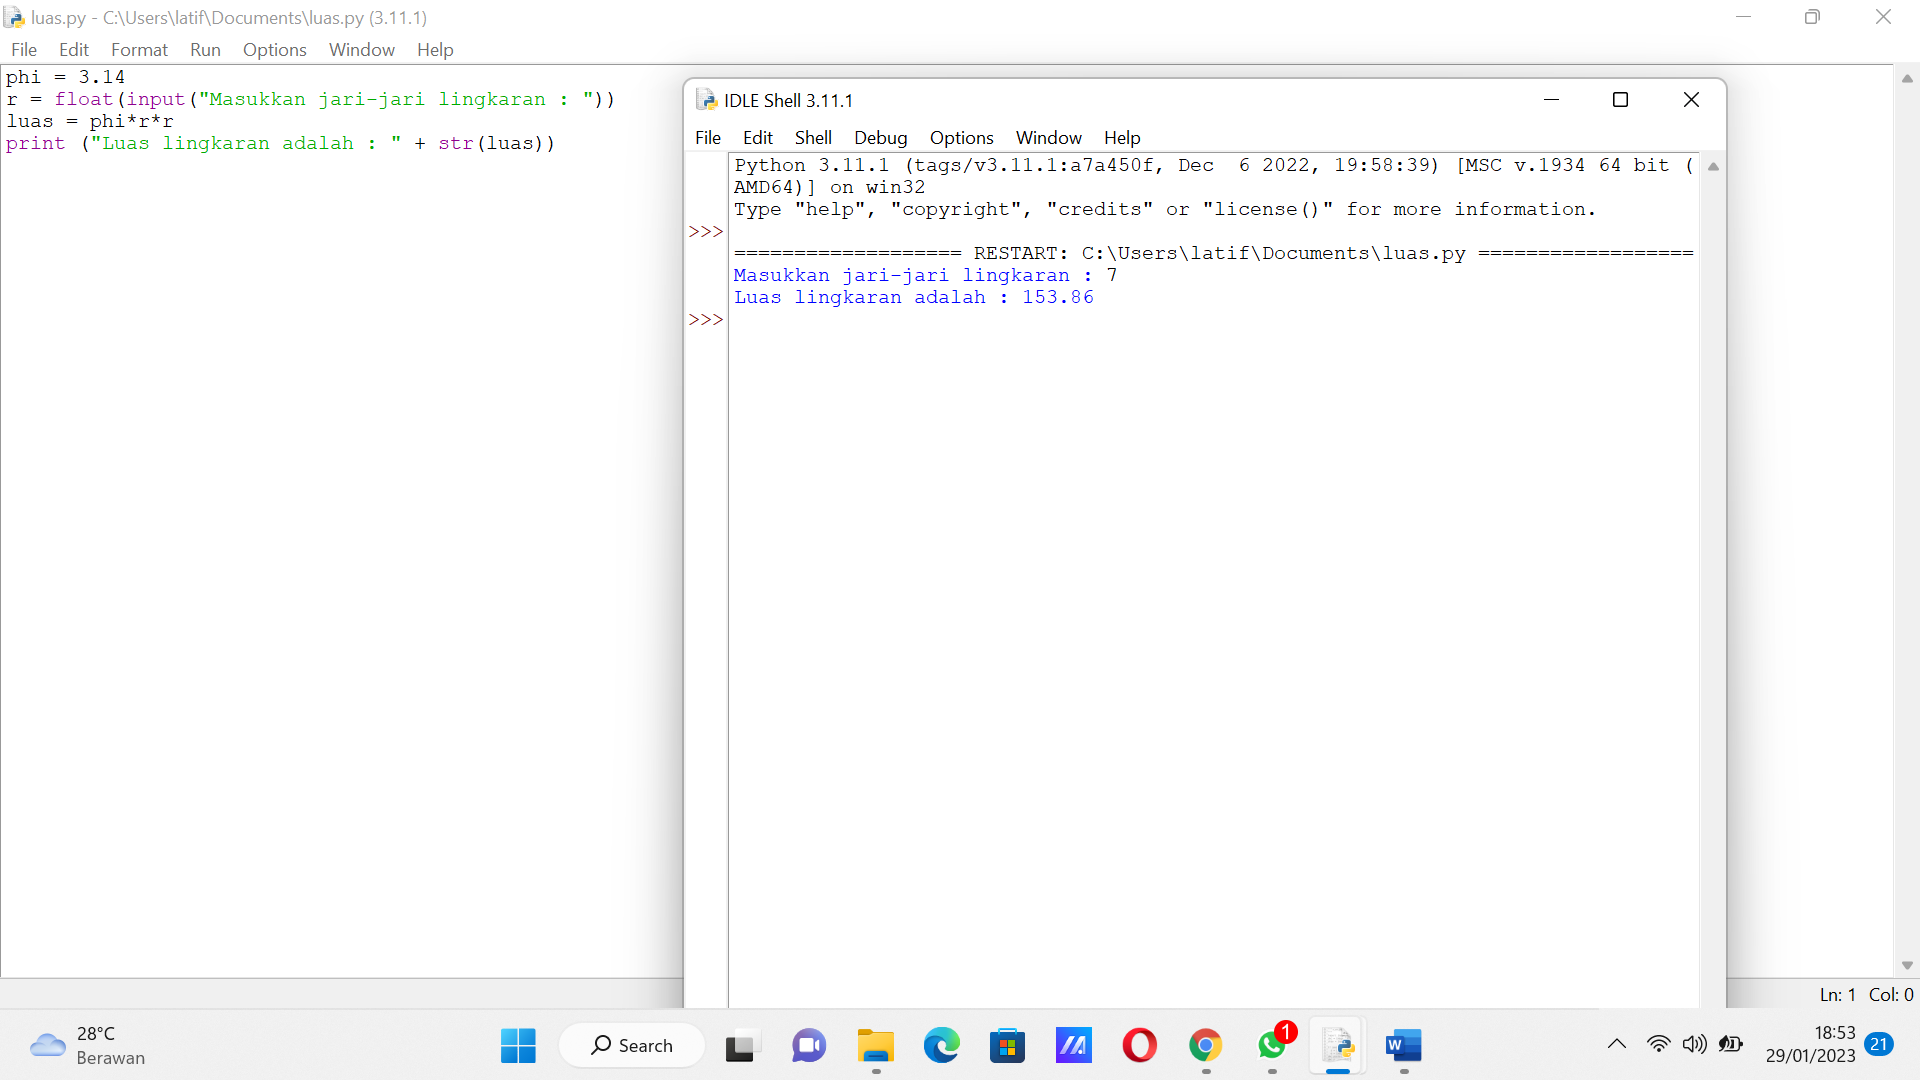 luas.py - C:\Users\latif\Documents\luas.py (3.11.1)
File Edit Format Run Options Window Help
phi = 3.14
r = float(input("Masukkan jari-jari lingkaran : "))
luas = phi*r*r
print ("Luas lingkaran adalah : " + str(luas))
IDLE Shell 3.11.1
File Edit Shell Debug Options Window Help
Python 3.11.1 (tags/v3.11.1:a7a450f, Dec  6 2022, 19:58:39) [MSC v.1934 64 bit (
AMD64)] on win32
Type "help", "copyright", "credits" or "license()" for more information.
>>>
=================== RESTART: C:\Users\latif\Documents\luas.py ==================
Masukkan jari-jari lingkaran : 7
Luas lingkaran adalah : 153.86
>>>
Ln: 1 Col: 0
28°C
Berawan
Search
1
W
18:53
29/01/2023
21